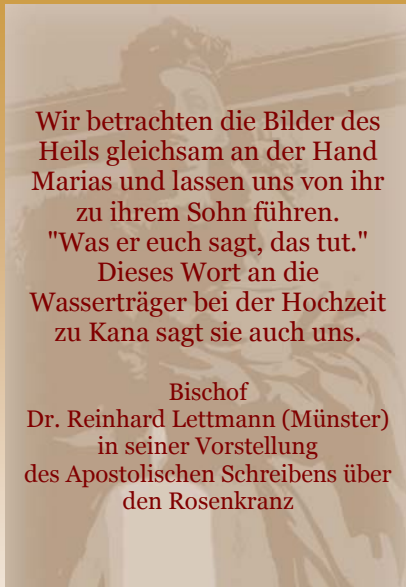 Wir betrachten die Bilder des
Heils gleichsam an der Hand
Marias und lassen uns von ihr
zu ihrem Sohn führen.
"Was er euch sagt, das tut."
Dieses Wort an die
Wasserträger bei der Hochzeit
zu Kana sagt sie auch uns.
Bischof
Dr. Reinhard Lettmann (Münster)
in seiner Vorstellung
des Apostolischen Schreibens über
den Rosenkranz